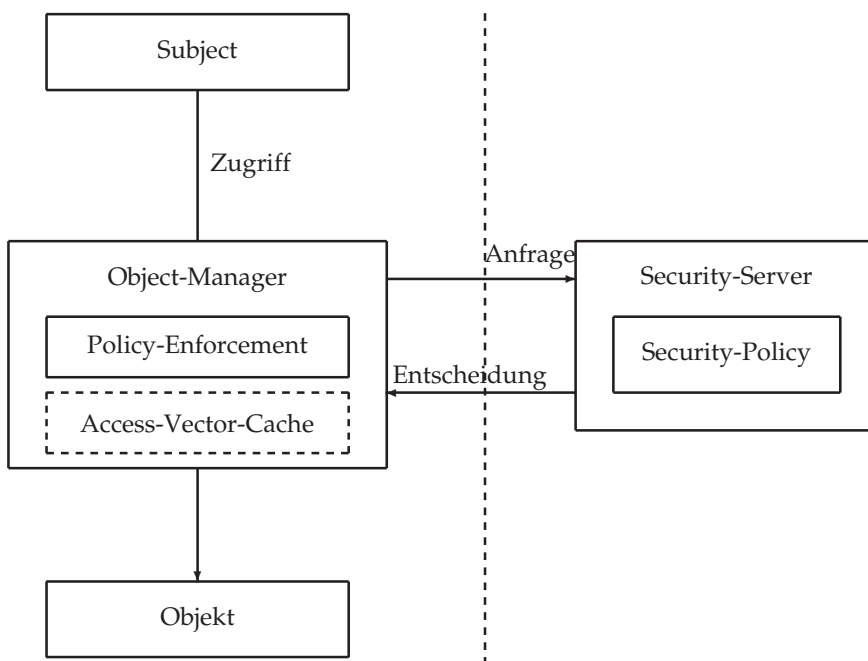 Subject
Zugriff
Object-Manager
Policy-Enforcement
Access-Vector-Cache
Anfrage
Entscheidung
Security-Server
Security-Policy
Objekt